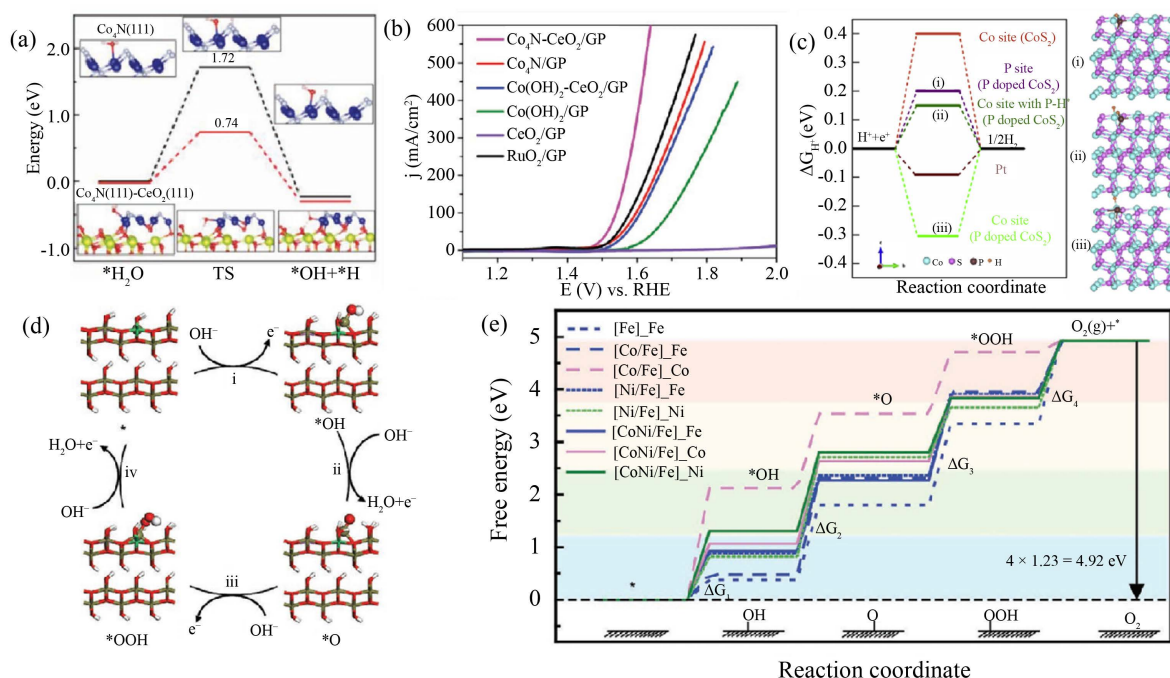 (a)
Energy (eV)
2.0
1.0
0.0
-1.0
Co₄N(111)
1.72
0.74
Co₄N(111)-CeO₂(111)
*H₂O
TS
*OH+*H
(b)
j (mA/cm²)
600
500
400
300
200
100
0
Co₄N-CeO₂/GP
Co₄N/GP
Co(OH)₂-CeO₂/GP
Co(OH)₂/GP
CeO₂/GP
RuO₂/GP
1.2
1.4
1.6
1.8
2.0
E (V) vs. RHE
(c)
ΔG_H* (eV)
0.4
0.3
0.2
0.1
0.0
-0.1
-0.2
-0.3
-0.4
Co site (CoS₂)
P site
(P doped CoS₂)
(i)
(ii)
Co site with P-H*
(P doped CoS₂)
H⁺+e⁺
1/2H₂
Pt
(iii)
Co site
(P doped CoS₂)
Co S P H
Reaction coordinate
(i)
(ii)
(iii)
(d)
OH⁻
e⁻
i
*
*OH
OH⁻
ii
H₂O+e⁻
H₂O+e⁻
iv
OH⁻
iii
e⁻
OH⁻
*OOH
*O
(e)
Free energy (eV)
5
4
3
2
1
0
[Fe]_Fe
[Co/Fe]_Fe
[Co/Fe]_Co
[Ni/Fe]_Fe
[Ni/Fe]_Ni
[CoNi/Fe]_Fe
[CoNi/Fe]_Co
[CoNi/Fe]_Ni
*
*OH
*O
*OOH
O₂(g)+*
ΔG₁
ΔG₂
ΔG₃
ΔG₄
4 × 1.23 = 4.92 eV
OH
O
OOH
O₂
Reaction coordinate